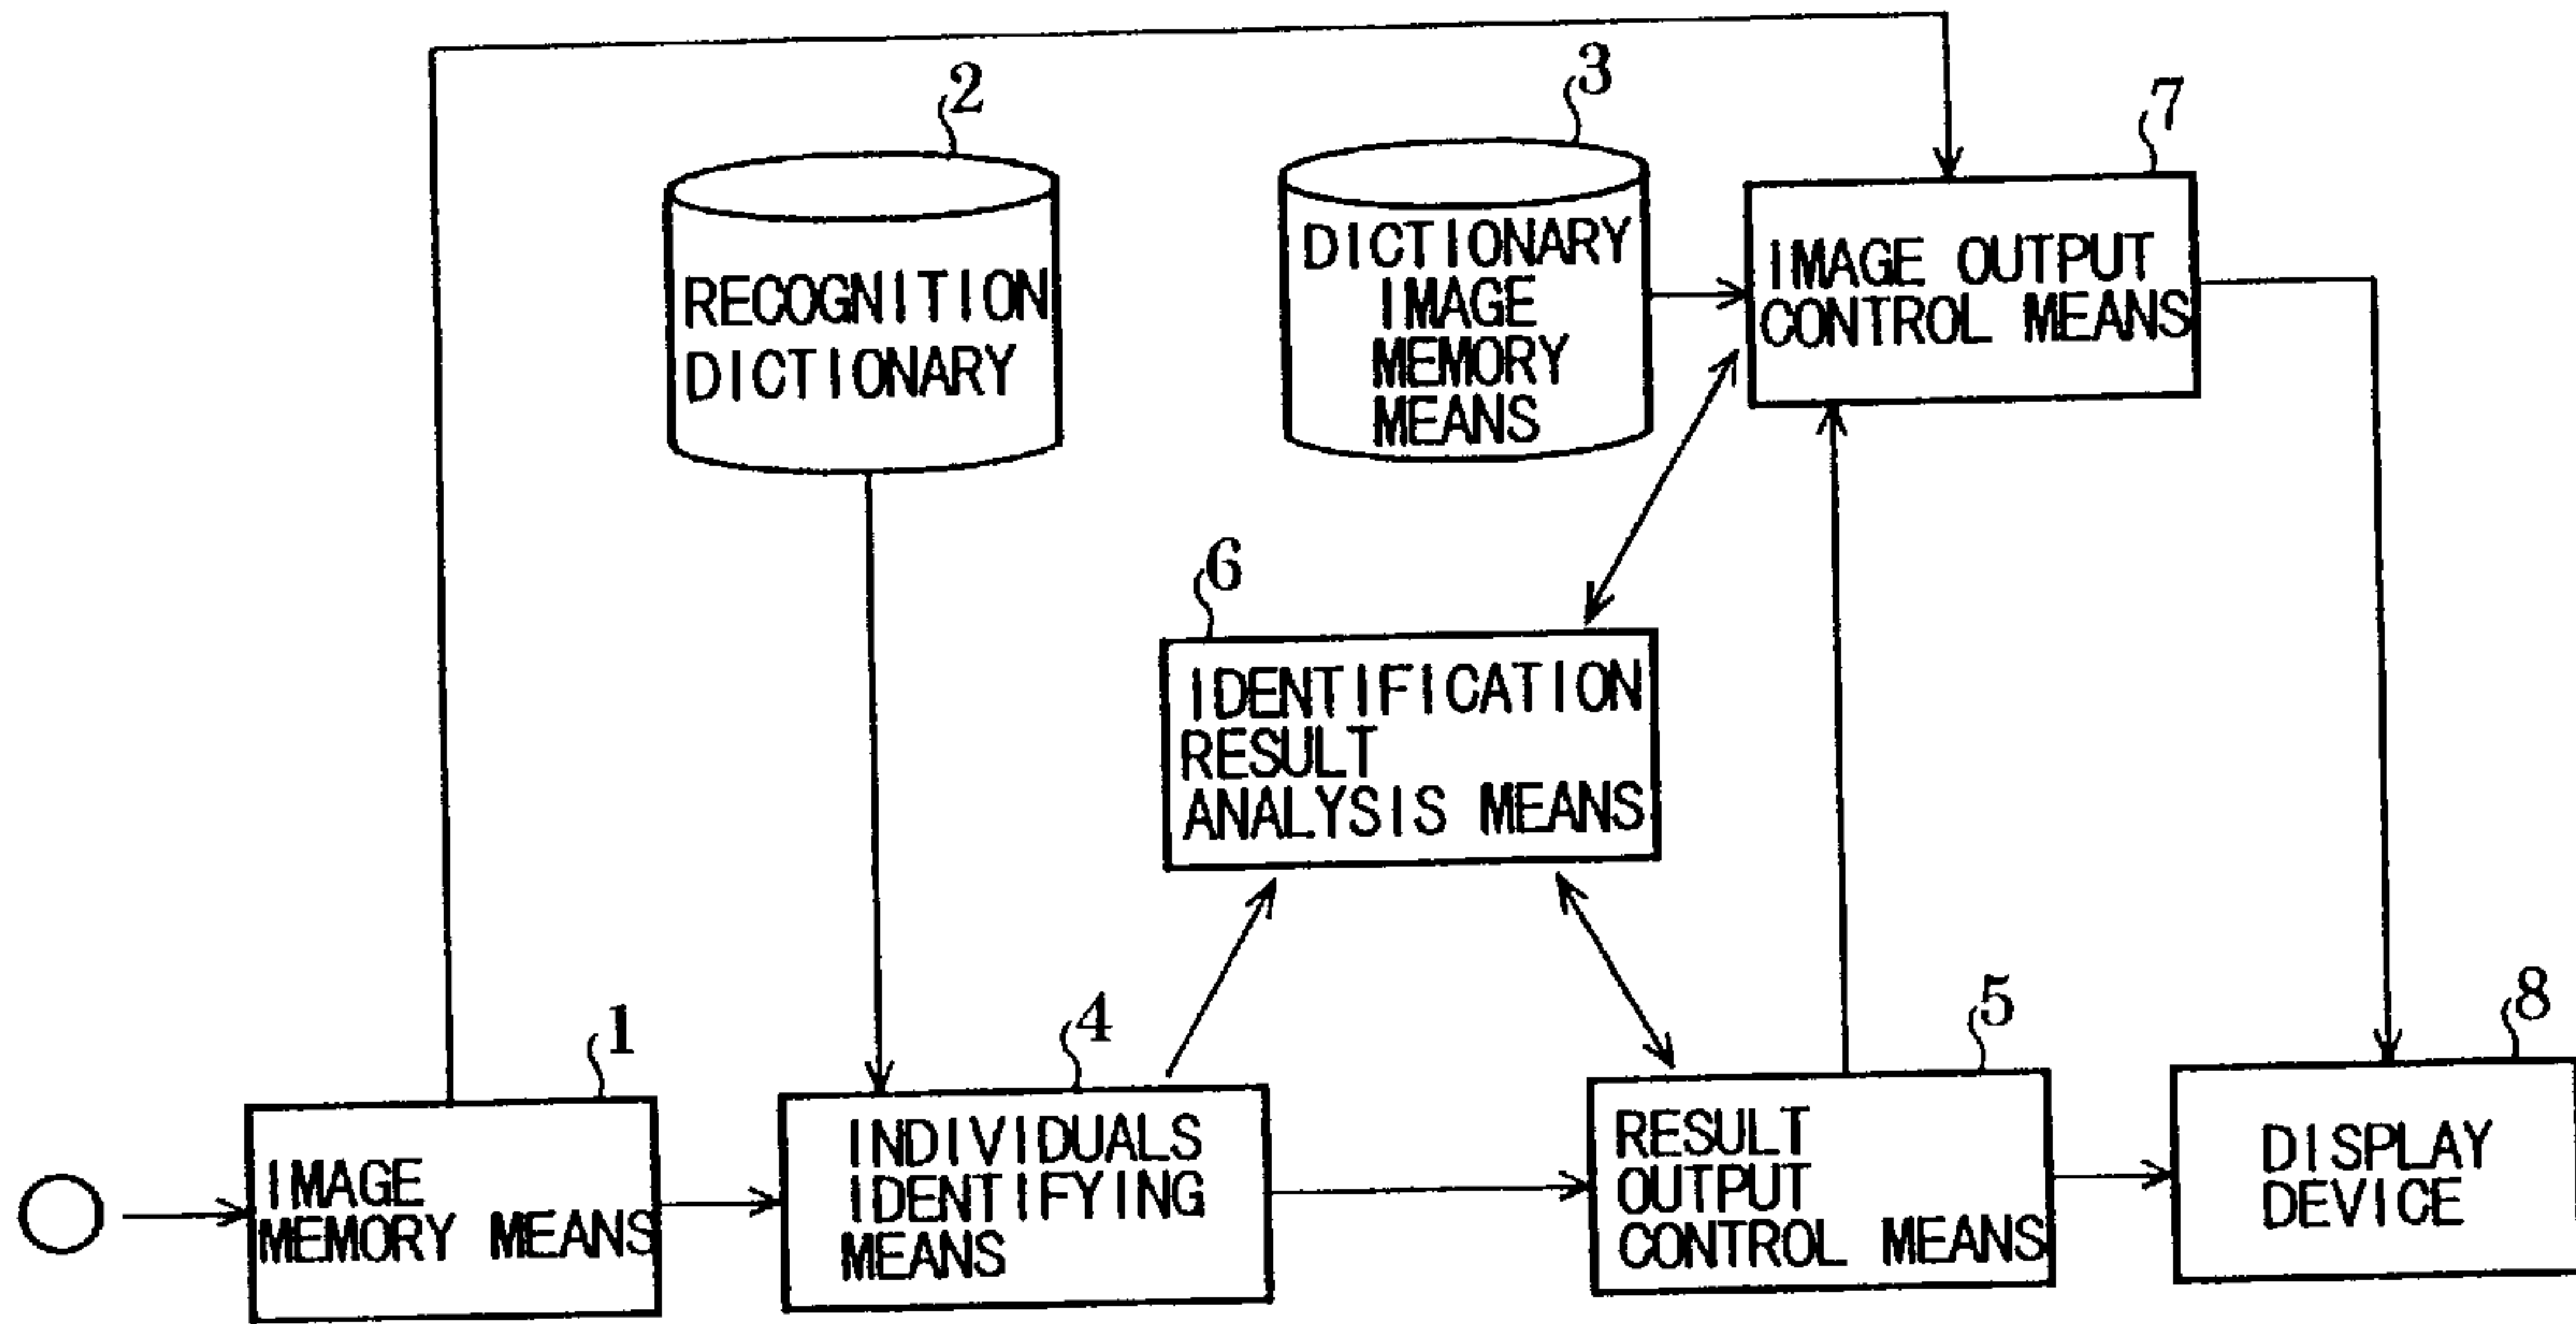 2
3
7
RECOGNITION
DICTIONARY
DICTIONARY
IMAGE
MEMORY
MEANS
IMAGE OUTPUT
CONTROL MEANS
6
IDENTIFICATION
RESULT
ANALYSIS MEANS
1
4
5
8
IMAGE
MEMORY MEANS
INDIVIDUALS
IDENTIFYING
MEANS
RESULT
OUTPUT
CONTROL MEANS
DISPLAY
DEVICE